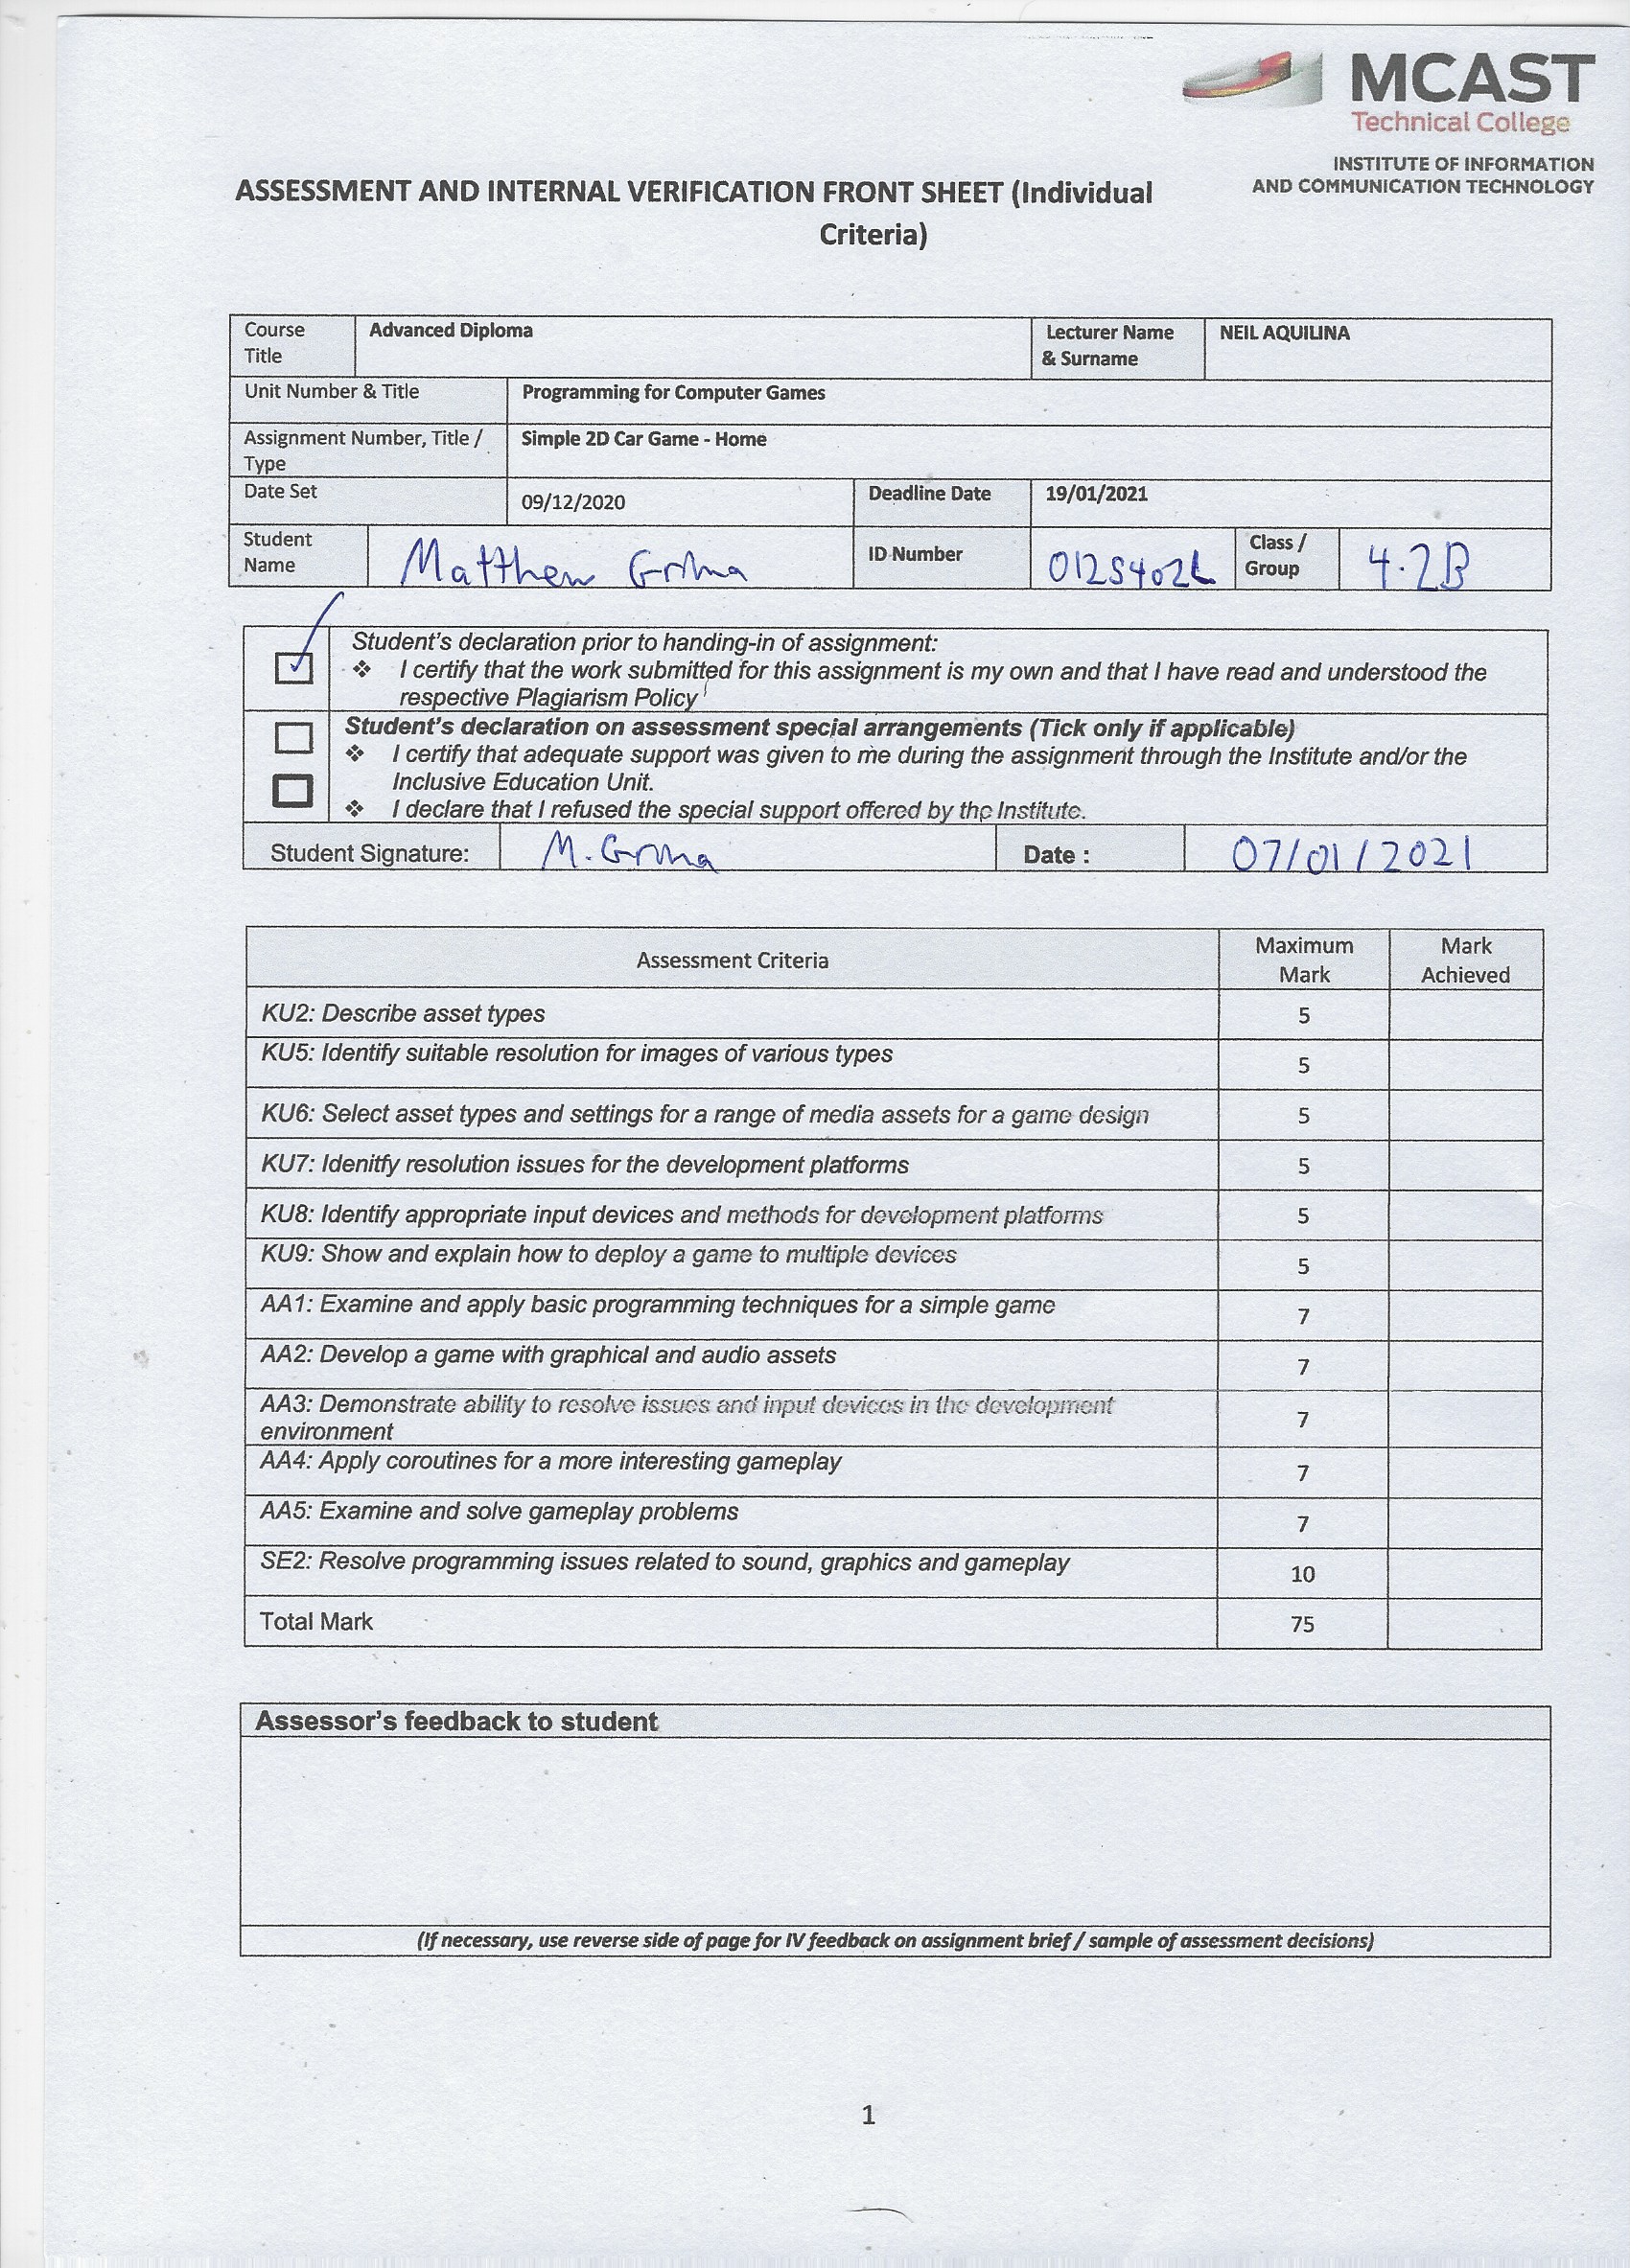 MCAST
Technical College
INSTITUTE OF INFORMATION
AND COMMUNICATION TECHNOLOGY
ASSESSMENT AND INTERNAL VERIFICATION FRONT SHEET (Individual
Criteria)
Course
Title
Advanced Diploma
Lecturer Name
& Surname
NEIL AQUILINA
Unit Number & Title
Programming for Computer Games
Assignment Number, Title /
Type
Simple 2D Car Game - Home
Date Set
09/12/2020
Deadline Date
19/01/2021
Student
Name
Matthew Grima
ID Number
0125402L
Class /
Group
4.2B
Student's declaration prior to handing-in of assignment:
❖ I certify that the work submitted for this assignment is my own and that I have read and understood the
respective Plagiarism Policy
Student's declaration on assessment special arrangements (Tick only if applicable)
❖ I certify that adequate support was given to me during the assignment through the Institute and/or the
Inclusive Education Unit.
❖ I declare that I refused the special support offered by the Institute.
Student Signature:
M. Grima
Date :
07/01/2021
Assessment Criteria
Maximum
Mark
Mark
Achieved
KU2: Describe asset types
5
KU5: Identify suitable resolution for images of various types
5
KU6: Select asset types and settings for a range of media assets for a game design
5
KU7: Idenitfy resolution issues for the development platforms
5
KU8: Identify appropriate input devices and methods for development platforms
5
KU9: Show and explain how to deploy a game to multiple devices
5
AA1: Examine and apply basic programming techniques for a simple game
7
AA2: Develop a game with graphical and audio assets
7
AA3: Demonstrate ability to resolve issues and input devices in the development
environment
7
AA4: Apply coroutines for a more interesting gameplay
7
AA5: Examine and solve gameplay problems
7
SE2: Resolve programming issues related to sound, graphics and gameplay
10
Total Mark
75
Assessor's feedback to student
(If necessary, use reverse side of page for IV feedback on assignment brief / sample of assessment decisions)
1